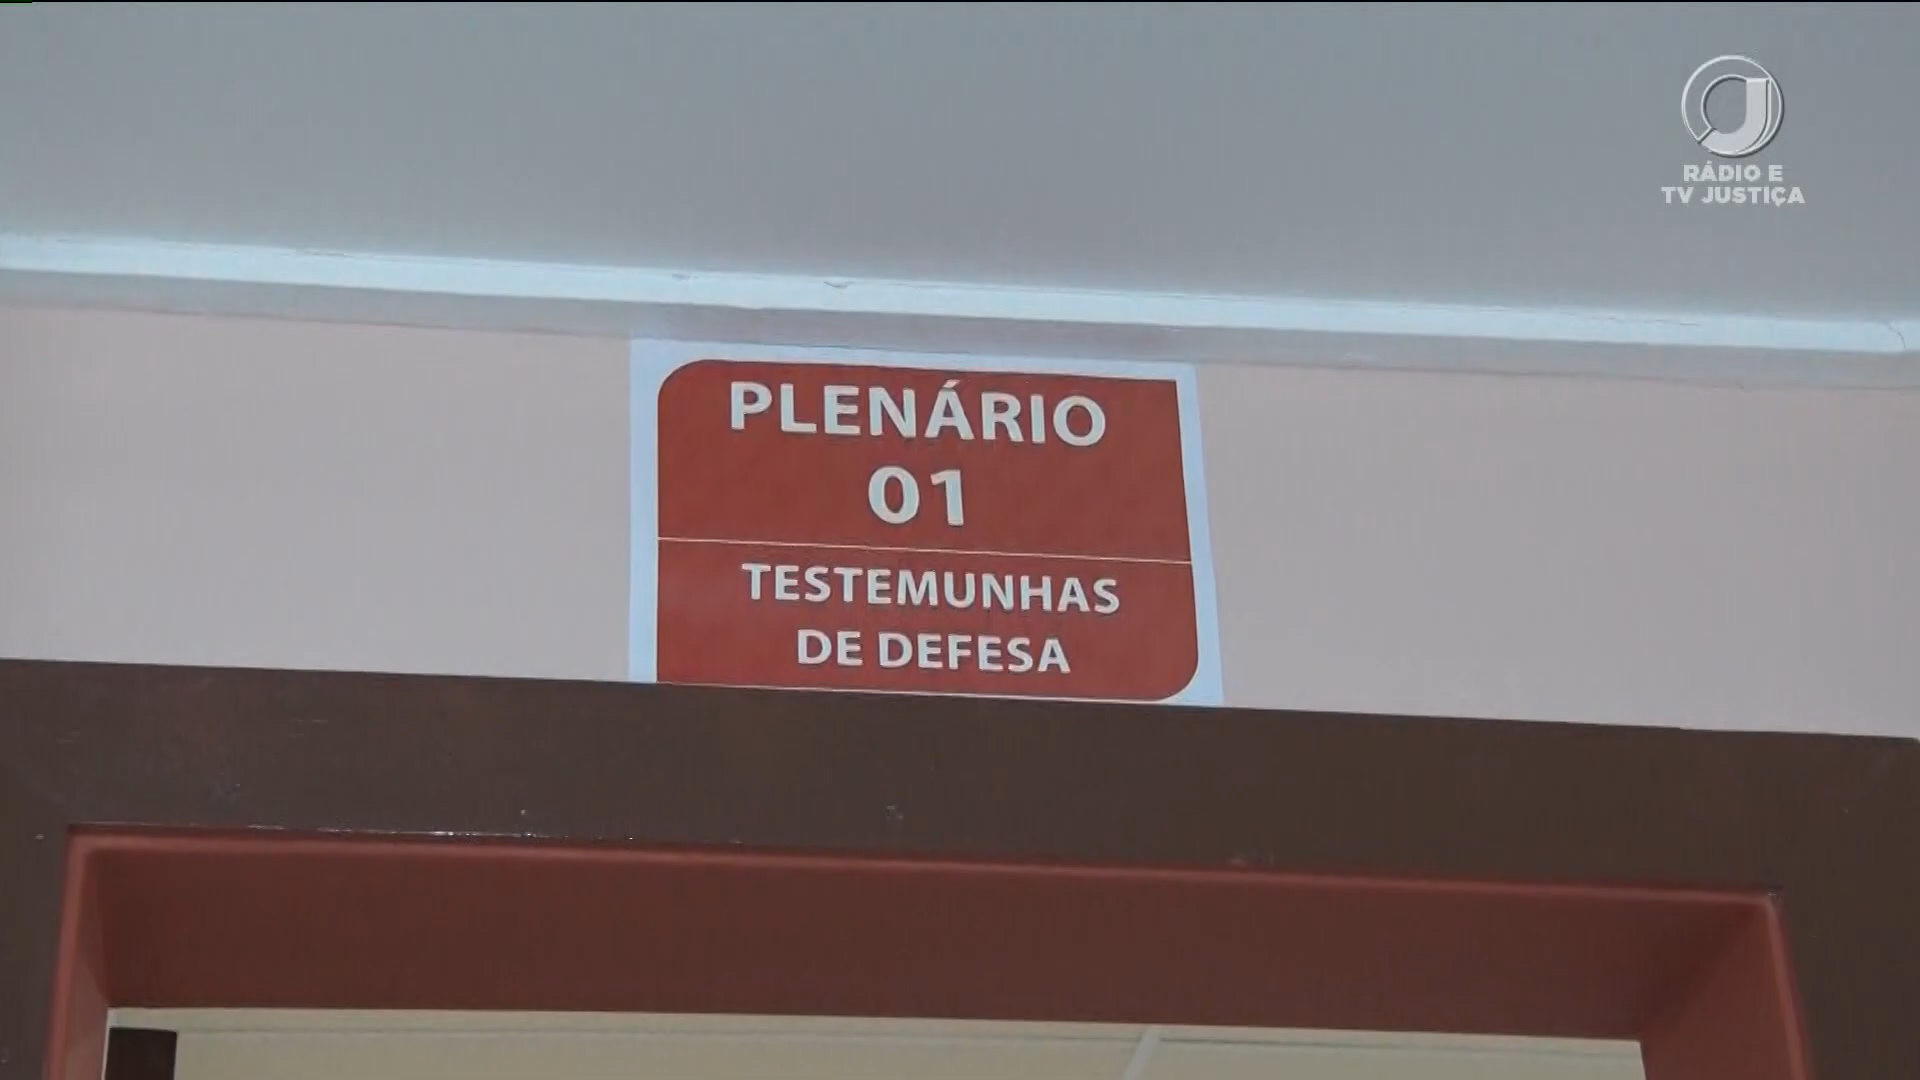 RÁDIO E
TV JUSTIÇA
PLENÁRIO
01
TESTEMUNHAS
DE DEFESA